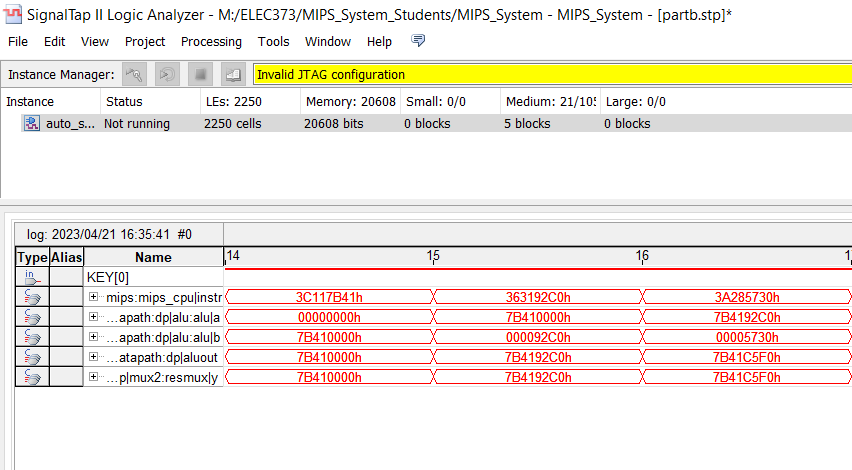 SignalTap II Logic Analyzer - M:/ELEC373/MIPS_System_Students/MIPS_System - MIPS_System - [partb.stp]*
File Edit View Project Processing Tools Window Help
Instance Manager: Invalid JTAG configuration
Instance Status LEs: 2250 Memory: 20608 Small: 0/0 Medium: 21/105 Large: 0/0
auto_s... Not running 2250 cells 20608 bits 0 blocks 5 blocks 0 blocks
log: 2023/04/21 16:35:41 #0
Type Alias Name 14 15 16 1
in KEY[0]
mips:mips_cpu|instr 3C117B41h 363192C0h 3A285730h
...apath:dp|alu:alu|a 00000000h 7B410000h 7B4192C0h
...apath:dp|alu:alu|b 7B410000h 000092C0h 00005730h
...atapath:dp|aluout 7B410000h 7B4192C0h 7B41C5F0h
...p|mux2:resmux|y 7B410000h 7B4192C0h 7B41C5F0h